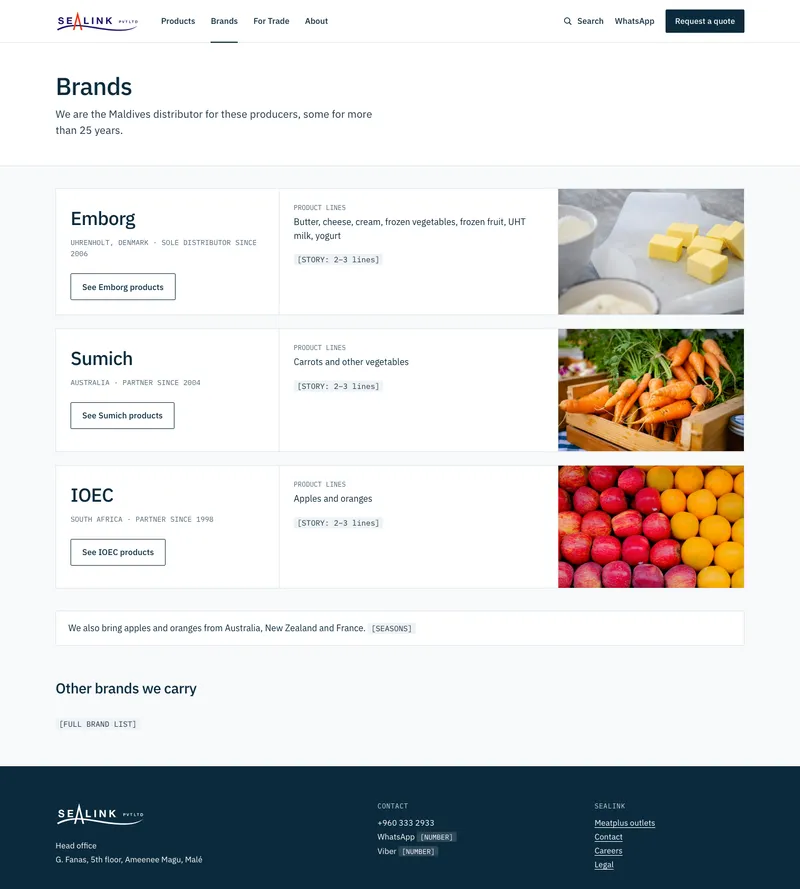 SEALINK PVT LTD
Products
Brands
For Trade
About
Search
WhatsApp
Request a quote
Brands
We are the Maldives distributor for these producers, some for more
than 25 years.
Emborg
UHRENHOLT, DENMARK · SOLE DISTRIBUTOR SINCE
2006
See Emborg products
PRODUCT LINES
Butter, cheese, cream, frozen vegetables, frozen fruit, UHT
milk, yogurt
[STORY: 2–3 lines]
Sumich
AUSTRALIA · PARTNER SINCE 2004
See Sumich products
PRODUCT LINES
Carrots and other vegetables
[STORY: 2–3 lines]
IOEC
SOUTH AFRICA · PARTNER SINCE 1998
See IOEC products
PRODUCT LINES
Apples and oranges
[STORY: 2–3 lines]
We also bring apples and oranges from Australia, New Zealand and France. [SEASONS]
Other brands we carry
[FULL BRAND LIST]
SEALINK PVT LTD
Head office
G. Fanas, 5th floor, Ameenee Magu, Malé
CONTACT
+960 333 2933
WhatsApp [NUMBER]
Viber [NUMBER]
SEALINK
Meatplus outlets
Contact
Careers
Legal